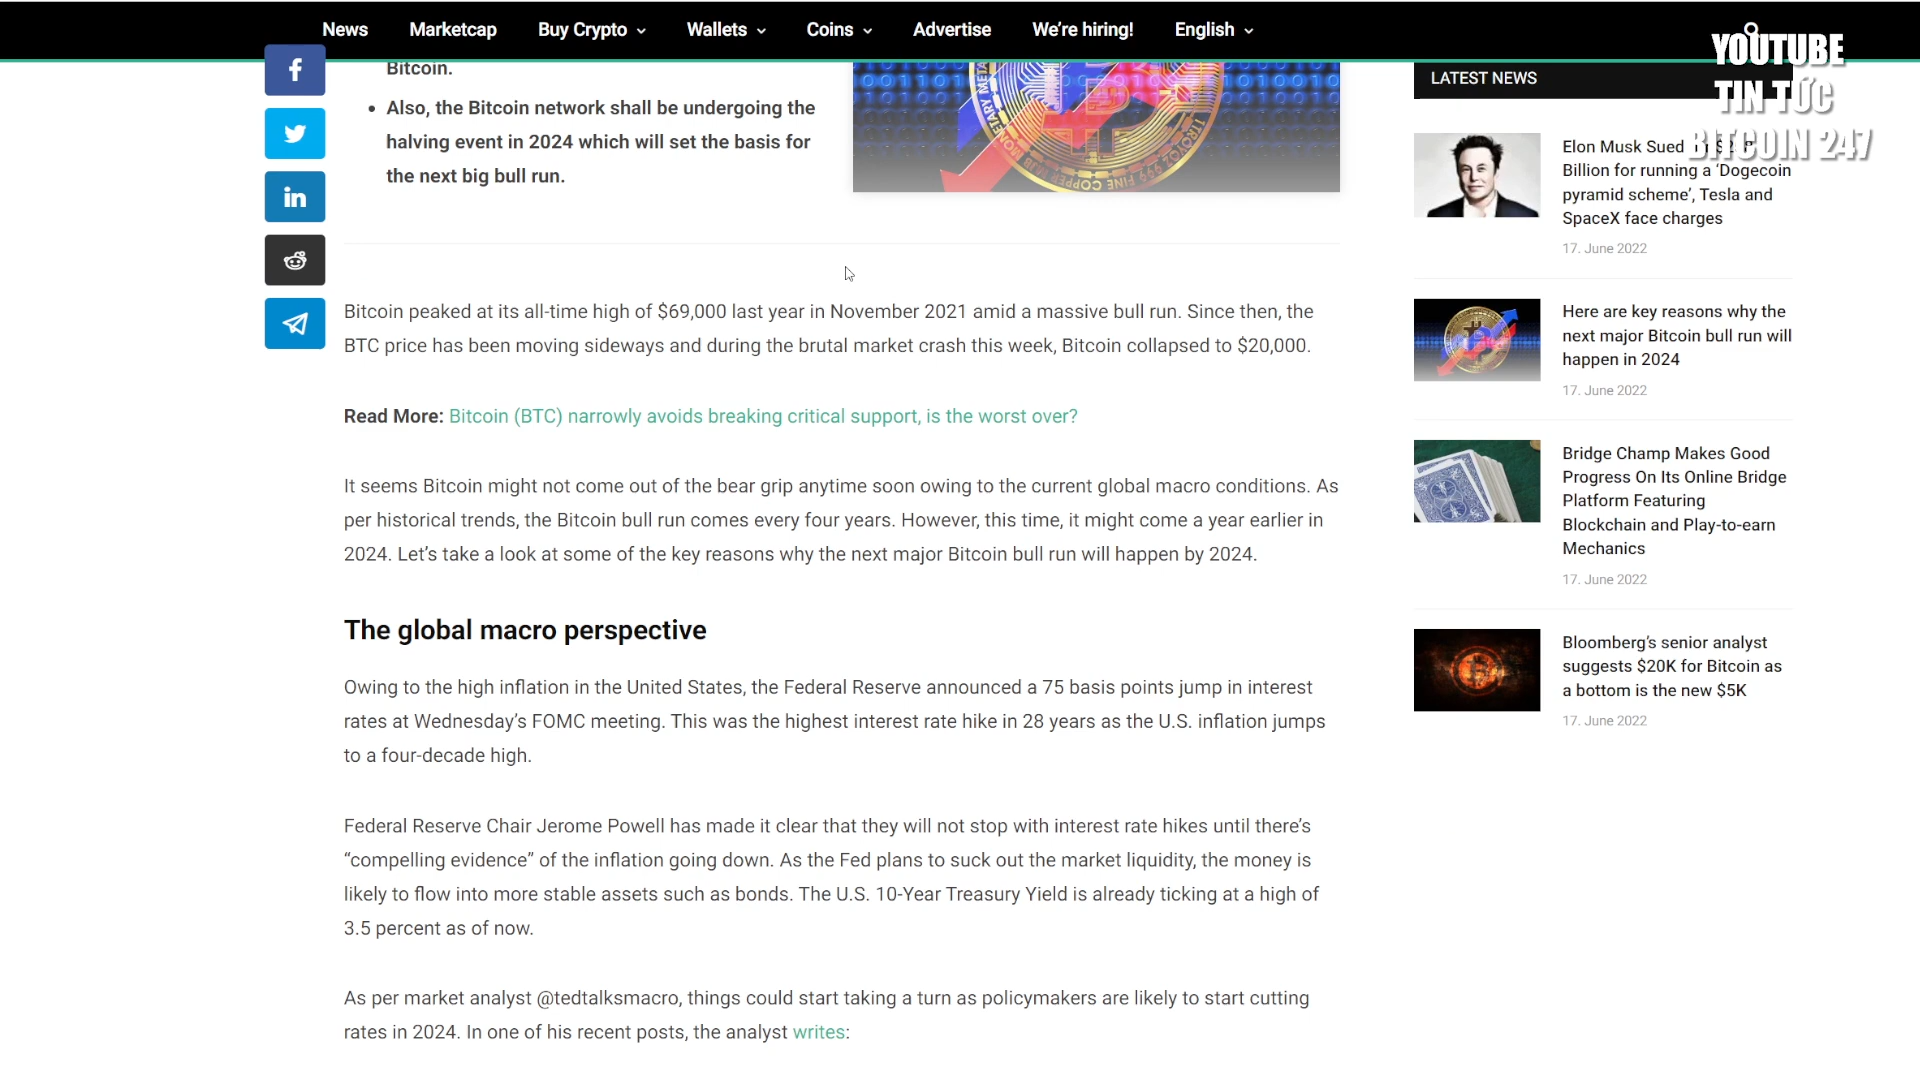 News Marketcap Buy Crypto Wallets Coins Advertise We're hiring! English
YOUTUBE
TIN TỨC
BITCOIN 247
Bitcoin.
• Also, the Bitcoin network shall be undergoing the
halving event in 2024 which will set the basis for
the next big bull run.
Bitcoin peaked at its all-time high of $69,000 last year in November 2021 amid a massive bull run. Since then, the
BTC price has been moving sideways and during the brutal market crash this week, Bitcoin collapsed to $20,000.
Read More: Bitcoin (BTC) narrowly avoids breaking critical support, is the worst over?
It seems Bitcoin might not come out of the bear grip anytime soon owing to the current global macro conditions. As
per historical trends, the Bitcoin bull run comes every four years. However, this time, it might come a year earlier in
2024. Let's take a look at some of the key reasons why the next major Bitcoin bull run will happen by 2024.
The global macro perspective
Owing to the high inflation in the United States, the Federal Reserve announced a 75 basis points jump in interest
rates at Wednesday's FOMC meeting. This was the highest interest rate hike in 28 years as the U.S. inflation jumps
to a four-decade high.
Federal Reserve Chair Jerome Powell has made it clear that they will not stop with interest rate hikes until there's
“compelling evidence” of the inflation going down. As the Fed plans to suck out the market liquidity, the money is
likely to flow into more stable assets such as bonds. The U.S. 10-Year Treasury Yield is already ticking at a high of
3.5 percent as of now.
As per market analyst @tedtalksmacro, things could start taking a turn as policymakers are likely to start cutting
rates in 2024. In one of his recent posts, the analyst writes:
LATEST NEWS
Elon Musk Sued
Billion for running a ‘Dogecoin
pyramid scheme’, Tesla and
SpaceX face charges
17. June 2022
Here are key reasons why the
next major Bitcoin bull run will
happen in 2024
17. June 2022
Bridge Champ Makes Good
Progress On Its Online Bridge
Platform Featuring
Blockchain and Play-to-earn
Mechanics
17. June 2022
Bloomberg's senior analyst
suggests $20K for Bitcoin as
a bottom is the new $5K
17. June 2022